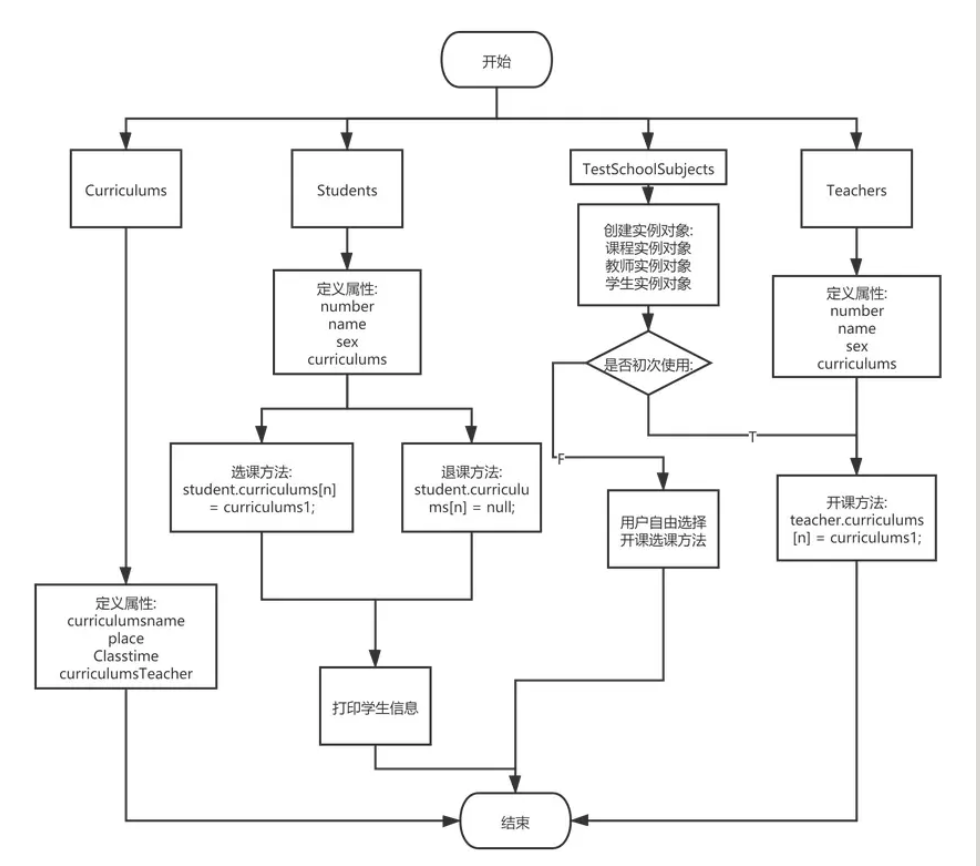 开始
Curriculums
Students
TestSchoolSubjects
Teachers
创建实例对象:
课程实例对象
教师实例对象
学生实例对象
定义属性:
number
name
sex
curriculums
定义属性:
number
name
sex
curriculums
是否初次使用:
T
F
选课方法:
student.curriculums[n]
= curriculums1;
退课方法:
student.curriculu
ms[n] = null;
用户自由选择
开课选课方法
开课方法:
teacher.curriculums
[n] = curriculums1;
定义属性:
curriculumsname
place
Classtime
curriculumsTeacher
打印学生信息
结束